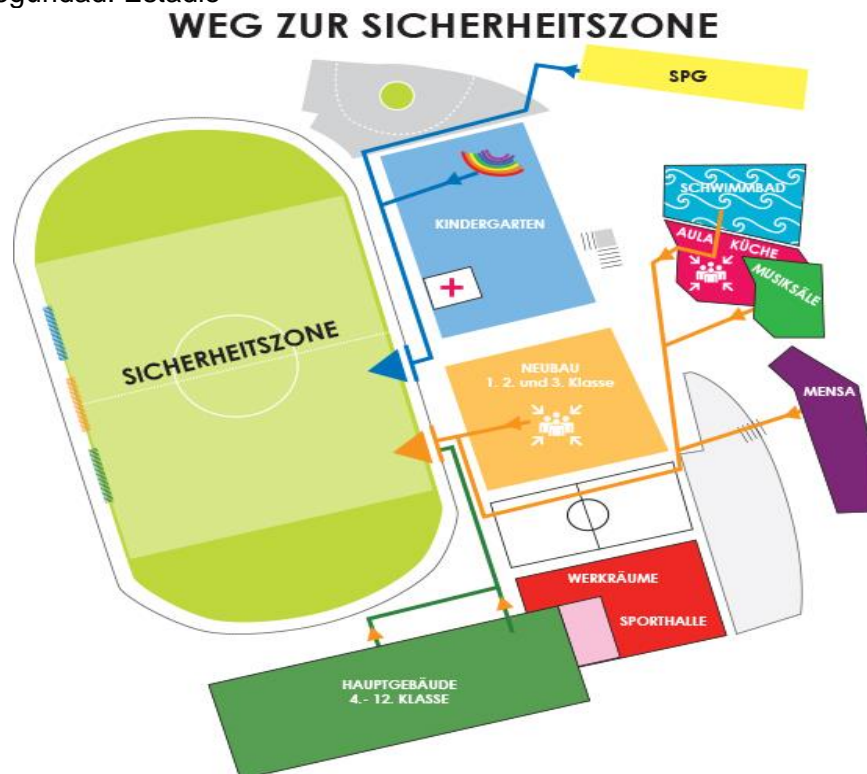 Estadio
WEG ZUR SICHERHEITSZONE
SPG
KINDERGARTEN
SCHWIMMBAD
AULA
KÜCHE
MUSIKSÄLE
SICHERHEITSZONE
NEUBAU
1. 2. und 3. Klasse
MENSA
WERKRÄUME
SPORTHALLE
HAUPTGEBÄUDE
4.- 12. KLASSE